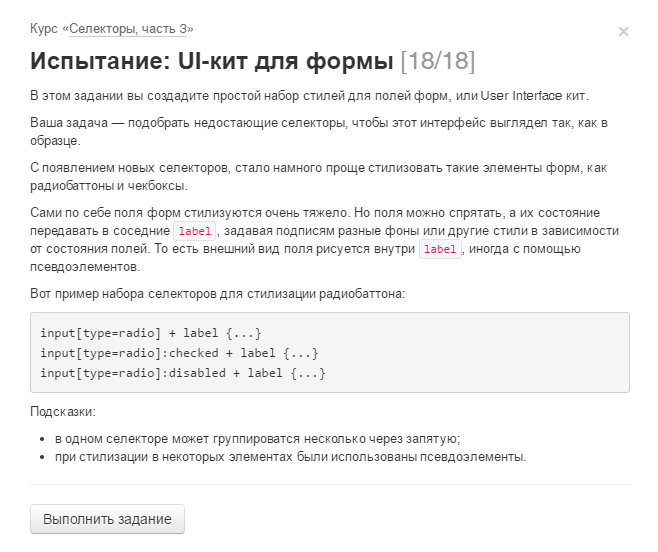 Курс «Селекторы, часть 3»
×
Испытание: UI-кит для формы [18/18]
В этом задании вы создадите простой набор стилей для полей форм, или User Interface кит.
Ваша задача — подобрать недостающие селекторы, чтобы этот интерфейс выглядел так, как в
образце.
С появлением новых селекторов, стало намного проще стилизовать такие элементы форм, как
радиобаттоны и чекбоксы.
Сами по себе поля форм стилизуются очень тяжело. Но поля можно спрятать, а их состояние
передавать в соседние label, задавая подписям разные фоны или другие стили в зависимости
от состояния полей. То есть внешний вид поля рисуется внутри label, иногда с помощью
псевдоэлементов.
Вот пример набора селекторов для стилизации радиобаттона:
input[type=radio] + label {...}
input[type=radio]:checked + label {...}
input[type=radio]:disabled + label {...}
Подсказки:
• в одном селекторе может группироватся несколько через запятую;
• при стилизации в некоторых элементах были использованы псевдоэлементы.
Выполнить задание